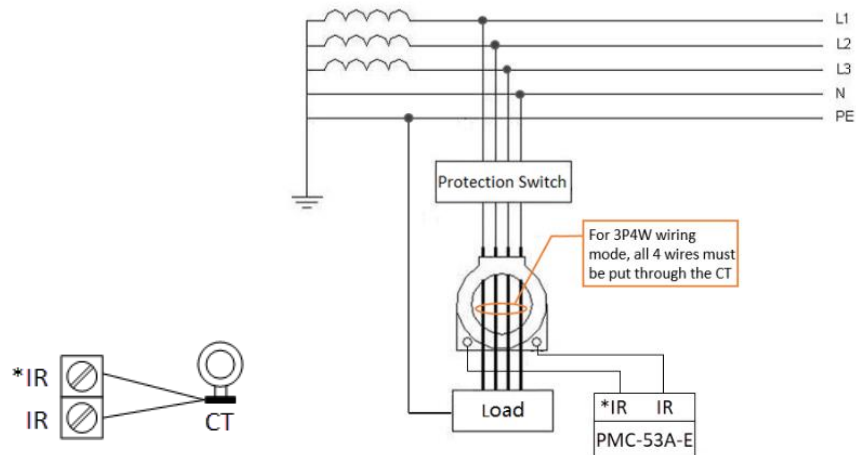 L1
L2
L3
N
PE
Protection Switch
For 3P4W wiring
mode, all 4 wires must
be put through the CT
*IR
IR
CT
Load
*IR IR
PMC-53A-E